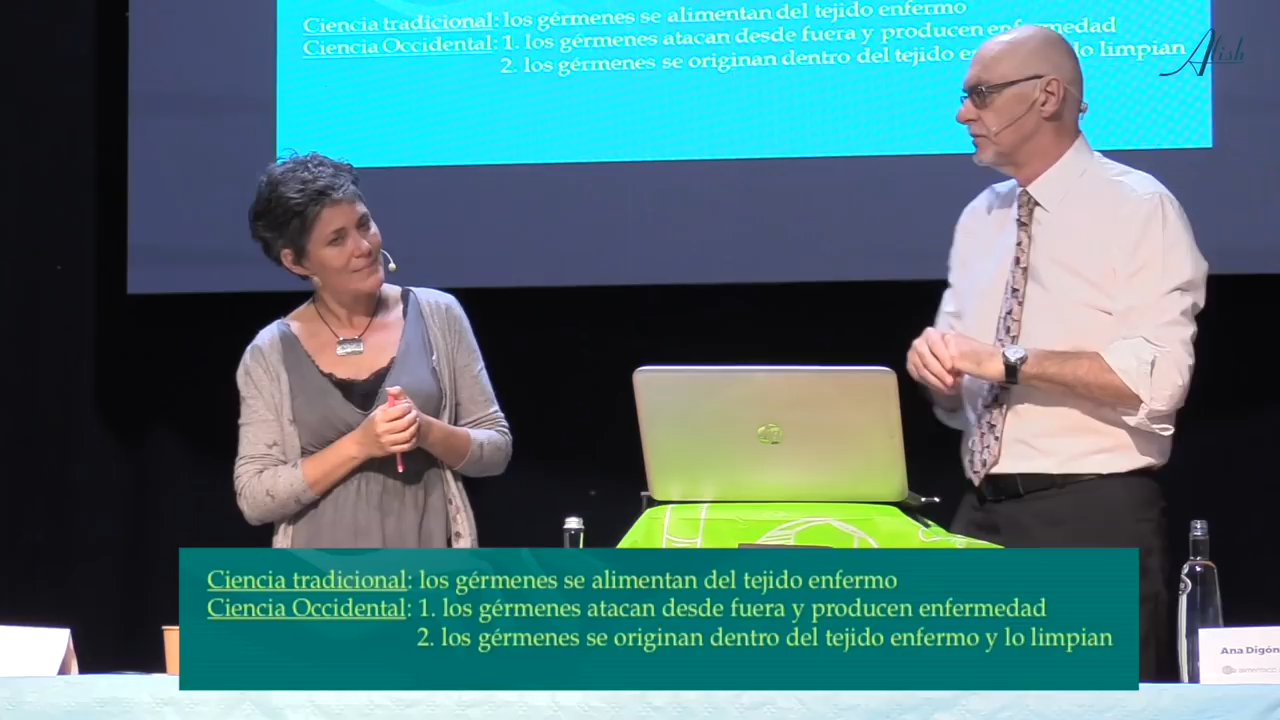 Ciencia tradicional: los gérmenes se alimentan del tejido enfermo
Ciencia Occidental: 1. los gérmenes atacan desde fuera y producen enfermedad
2. los gérmenes se originan dentro del tejido lo limpian
Alish
hp
Ciencia tradicional: los gérmenes se alimentan del tejido enfermo
Ciencia Occidental: 1. los gérmenes atacan desde fuera y producen enfermedad
2. los gérmenes se originan dentro del tejido enfermo y lo limpian
Ana Digón